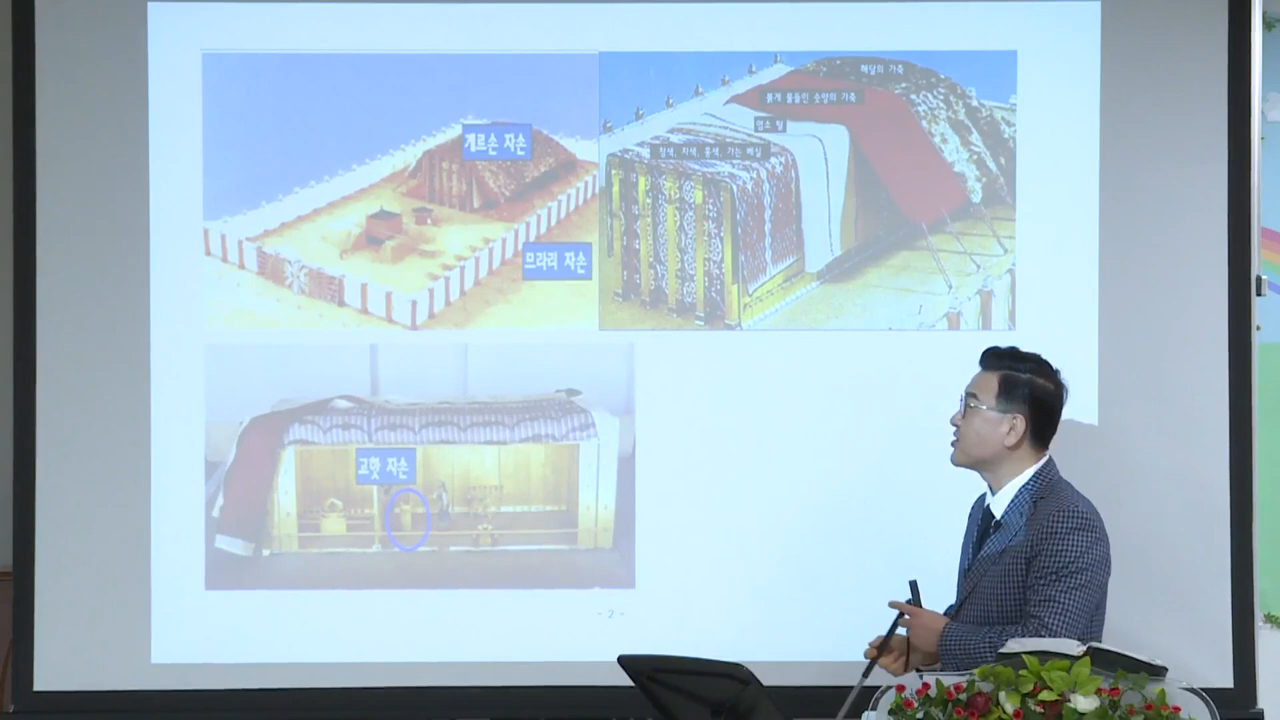 게르손 자손
므라리 자손
해달의 가죽
붉게 물들인 숫양의 가죽
염소 털
청색, 자색, 홍색, 가는 베실
고핫 자손
- 2 -